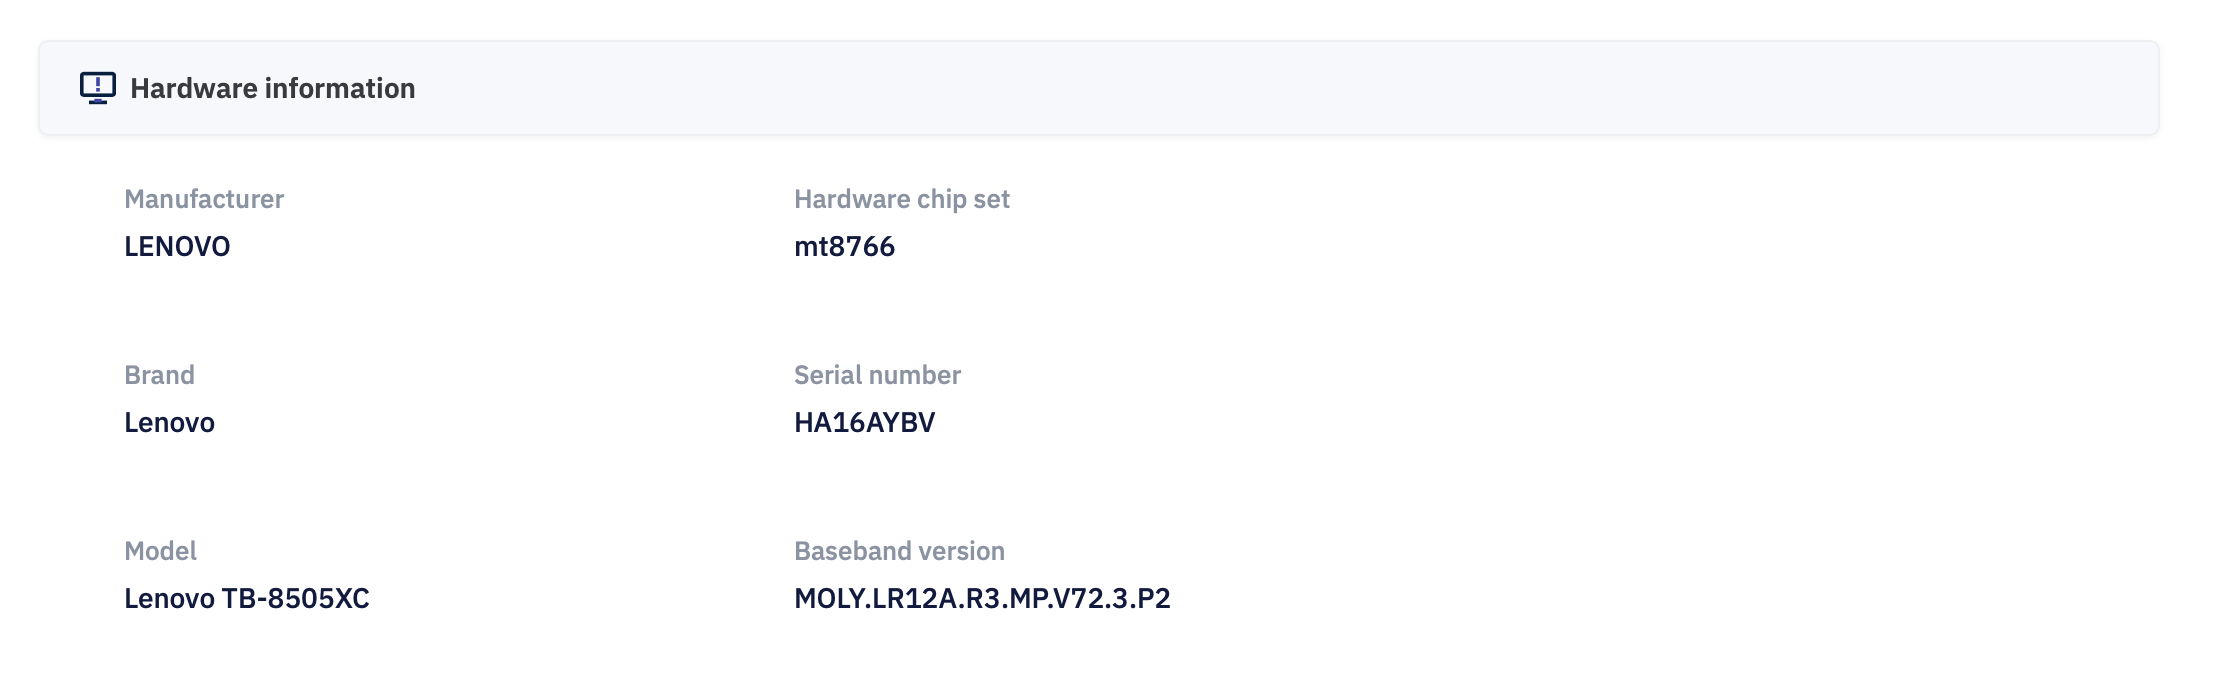 Hardware information
Manufacturer
LENOVO
Hardware chip set
mt8766
Brand
Lenovo
Serial number
HA16AYBV
Model
Lenovo TB-8505XC
Baseband version
MOLY.LR12A.R3.MP.V72.3.P2